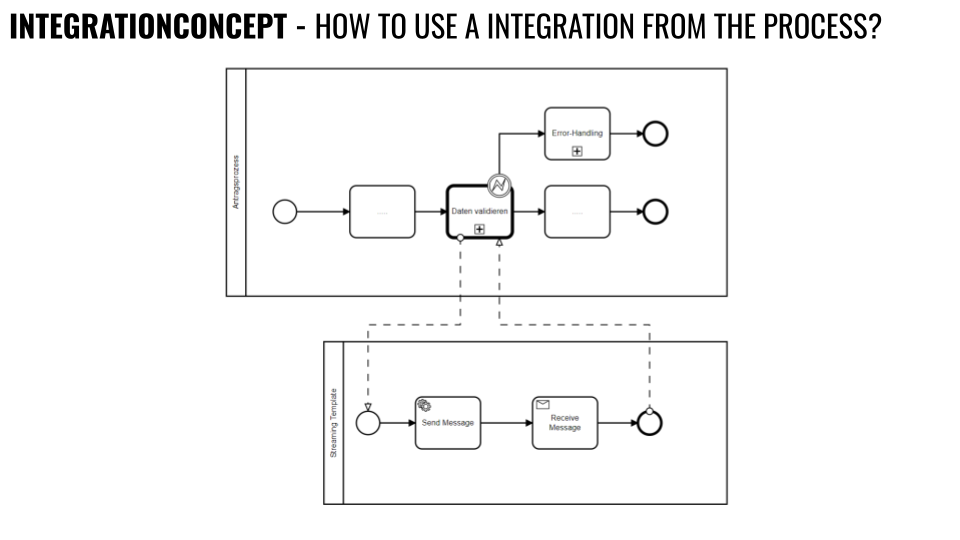 INTEGRATIONCONCEPT - HOW TO USE A INTEGRATION FROM THE PROCESS?
Antragsprozess
Error-Handling
.....
Daten validieren
.....
Streaming Template
Send Message
Receive
Message